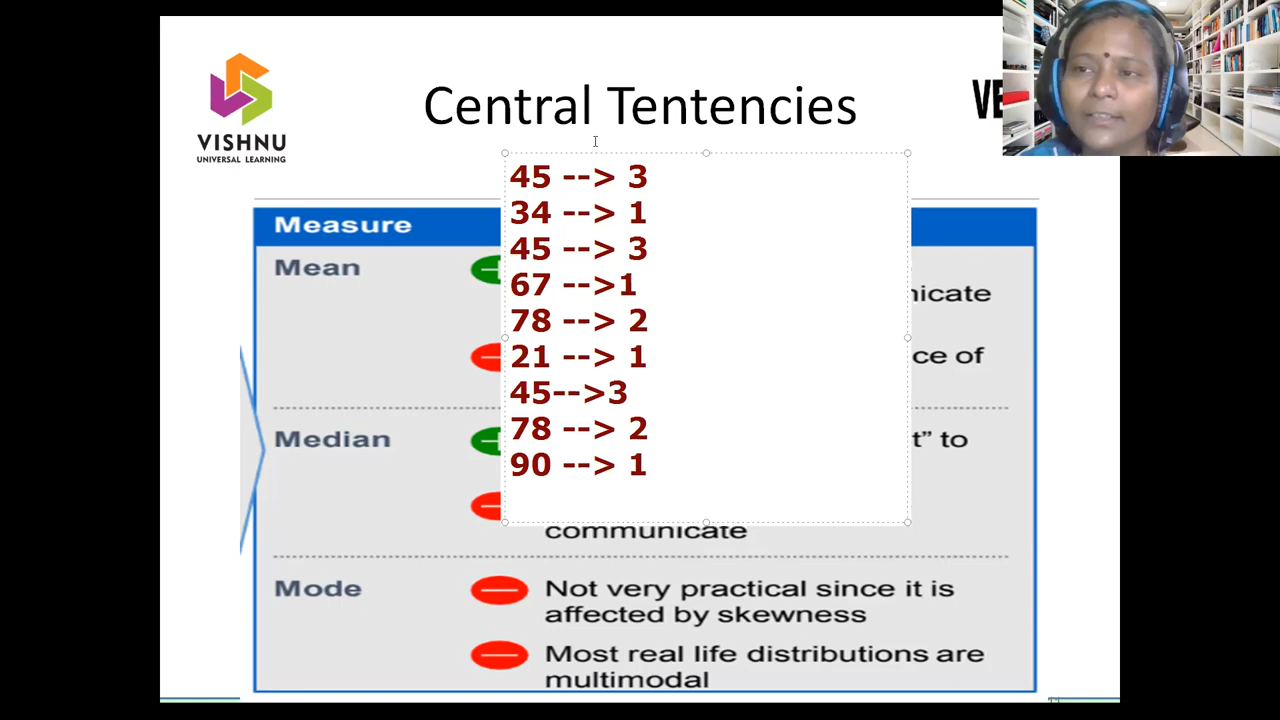 Central Tentencies
VISHNU
UNIVERSAL LEARNING
VE
45 --> 3
34 --> 1
45 --> 3
67 -->1
78 --> 2
21 --> 1
45-->3
78 --> 2
90 --> 1
Measure
Mean
nicate
ce of
Median
t” to
communicate
Mode
Not very practical since it is
affected by skewness
Most real life distributions are
multimodal